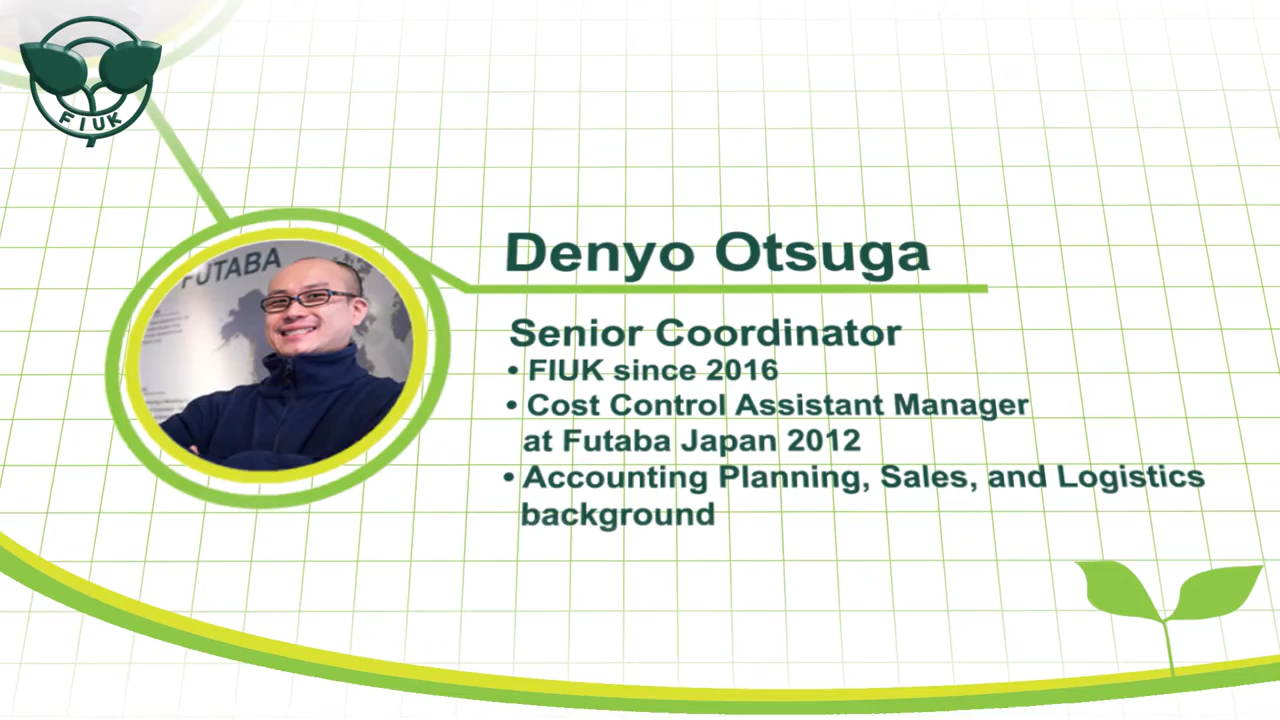 FIUK
FUTABA
Denyo Otsuga
Senior Coordinator
• FIUK since 2016
• Cost Control Assistant Manager
at Futaba Japan 2012
• Accounting Planning, Sales, and Logistics
background